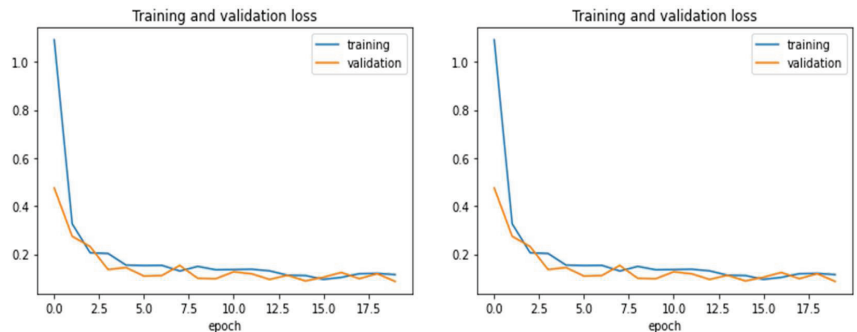 Training and validation loss
training
validation
1.0
0.8
0.6
0.4
0.2
0.0 2.5 5.0 7.5 10.0 12.5 15.0 17.5
epoch
Training and validation loss
training
validation
1.0
0.8
0.6
0.4
0.2
0.0 2.5 5.0 7.5 10.0 12.5 15.0 17.5
epoch